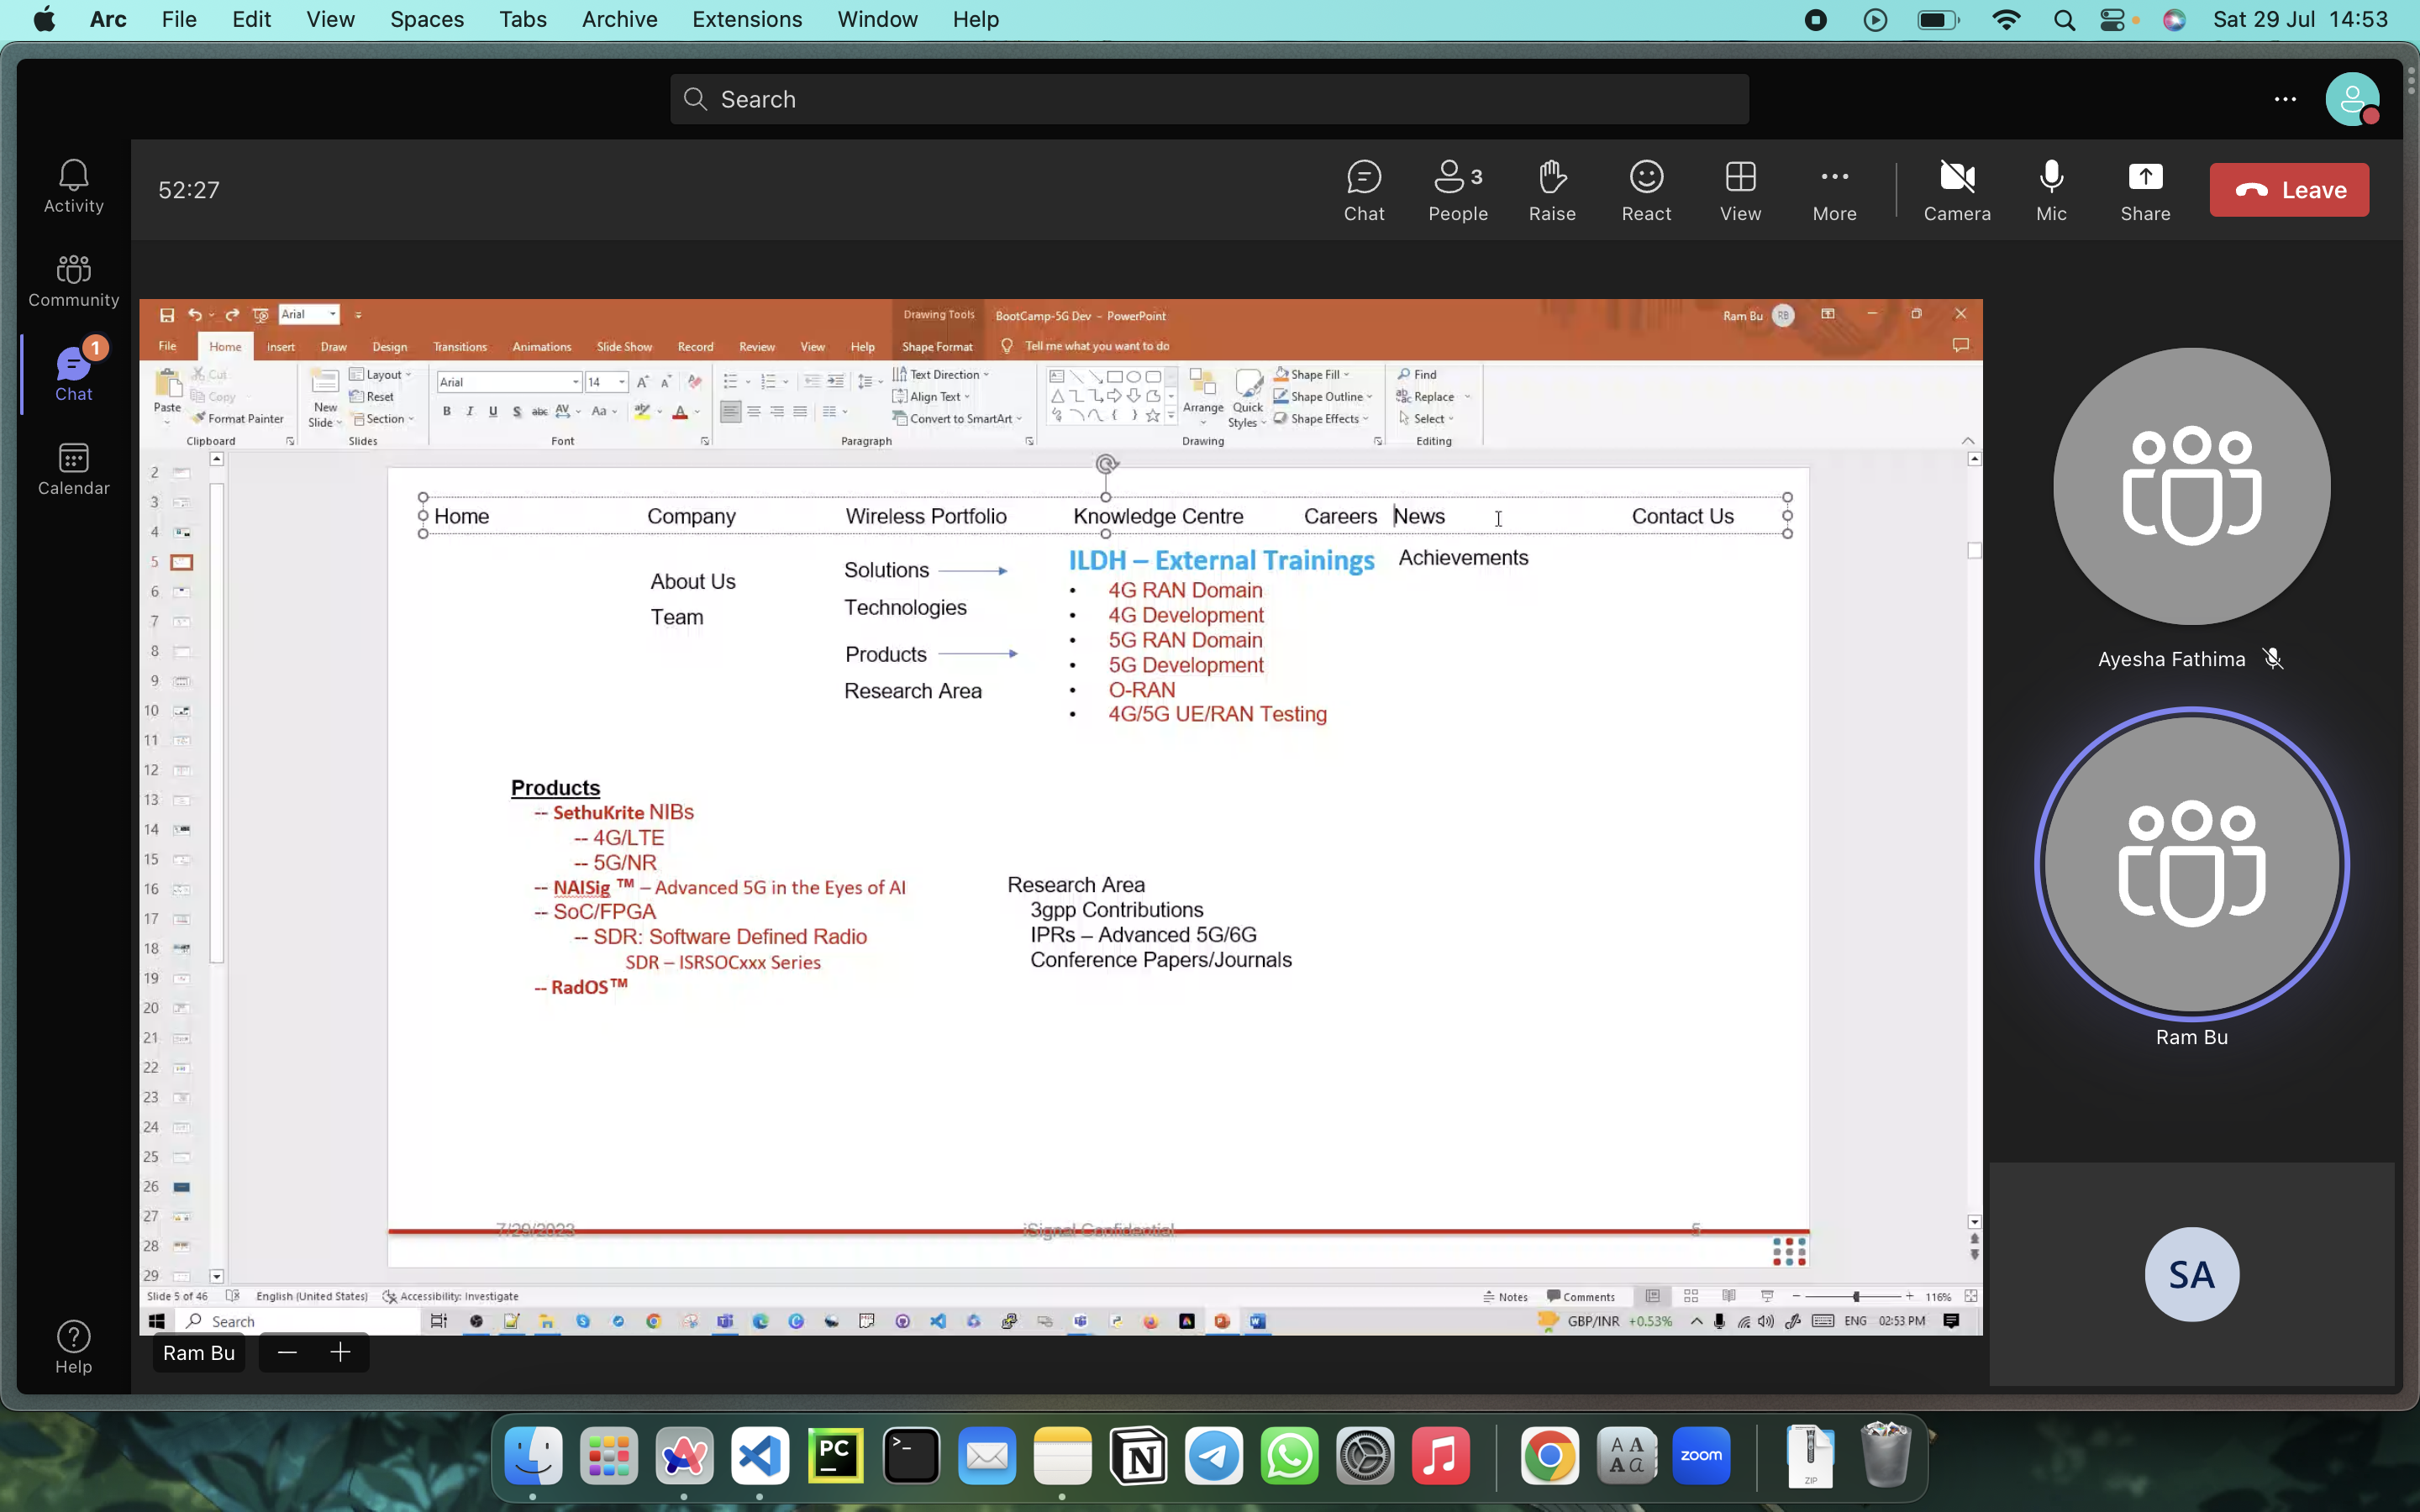 Arc File Edit View Spaces Tabs Archive Extensions Window Help Sat 29 Jul 14:53
Search
Activity
Community
1
Chat
Calendar
Help
52:27
Chat
People 3
Raise
React
View
More
Camera
Mic
Share
Leave
Arial
Drawing Tools
BootCamp-5G Dev - PowerPoint
Ram Bu RB
File Home Insert Draw Design Transitions Animations Slide Show Record Review View Help Shape Format Tell me what you want to do
Paste
Cut
Copy
Format Painter
Clipboard
New Slide
Layout
Reset
Section
Slides
Arial 14
B I U S abc AV Aa
Font
Text Direction
Align Text
Convert to SmartArt
Paragraph
Arrange
Quick Styles
Shape Fill
Shape Outline
Shape Effects
Drawing
Find
Replace
Select
Editing
2
3
4
5
6
7
8
9
10
11
12
13
14
15
16
17
18
19
20
21
22
23
24
25
26
27
28
29
Home Company Wireless Portfolio Knowledge Centre Careers News Contact Us
About Us
Team
Solutions
Technologies
Products
Research Area
ILDH – External Trainings
• 4G RAN Domain
• 4G Development
• 5G RAN Domain
• 5G Development
• O-RAN
• 4G/5G UE/RAN Testing
Achievements
Products
-- SethuKrite NIBs
-- 4G/LTE
-- 5G/NR
-- NAISig ™ – Advanced 5G in the Eyes of AI
-- SoC/FPGA
-- SDR: Software Defined Radio
SDR – ISRSOCxxx Series
-- RadOS™
Research Area
3gpp Contributions
IPRs – Advanced 5G/6G
Conference Papers/Journals
7/29/2023 iSignal Confidential 5
Slide 5 of 46 English (United States) Accessibility: Investigate Notes Comments 116%
Search GBP/INR +0.53% ENG 02:53 PM
Ram Bu
Ayesha Fathima
Ram Bu
SA
PC
zoom
ZIP